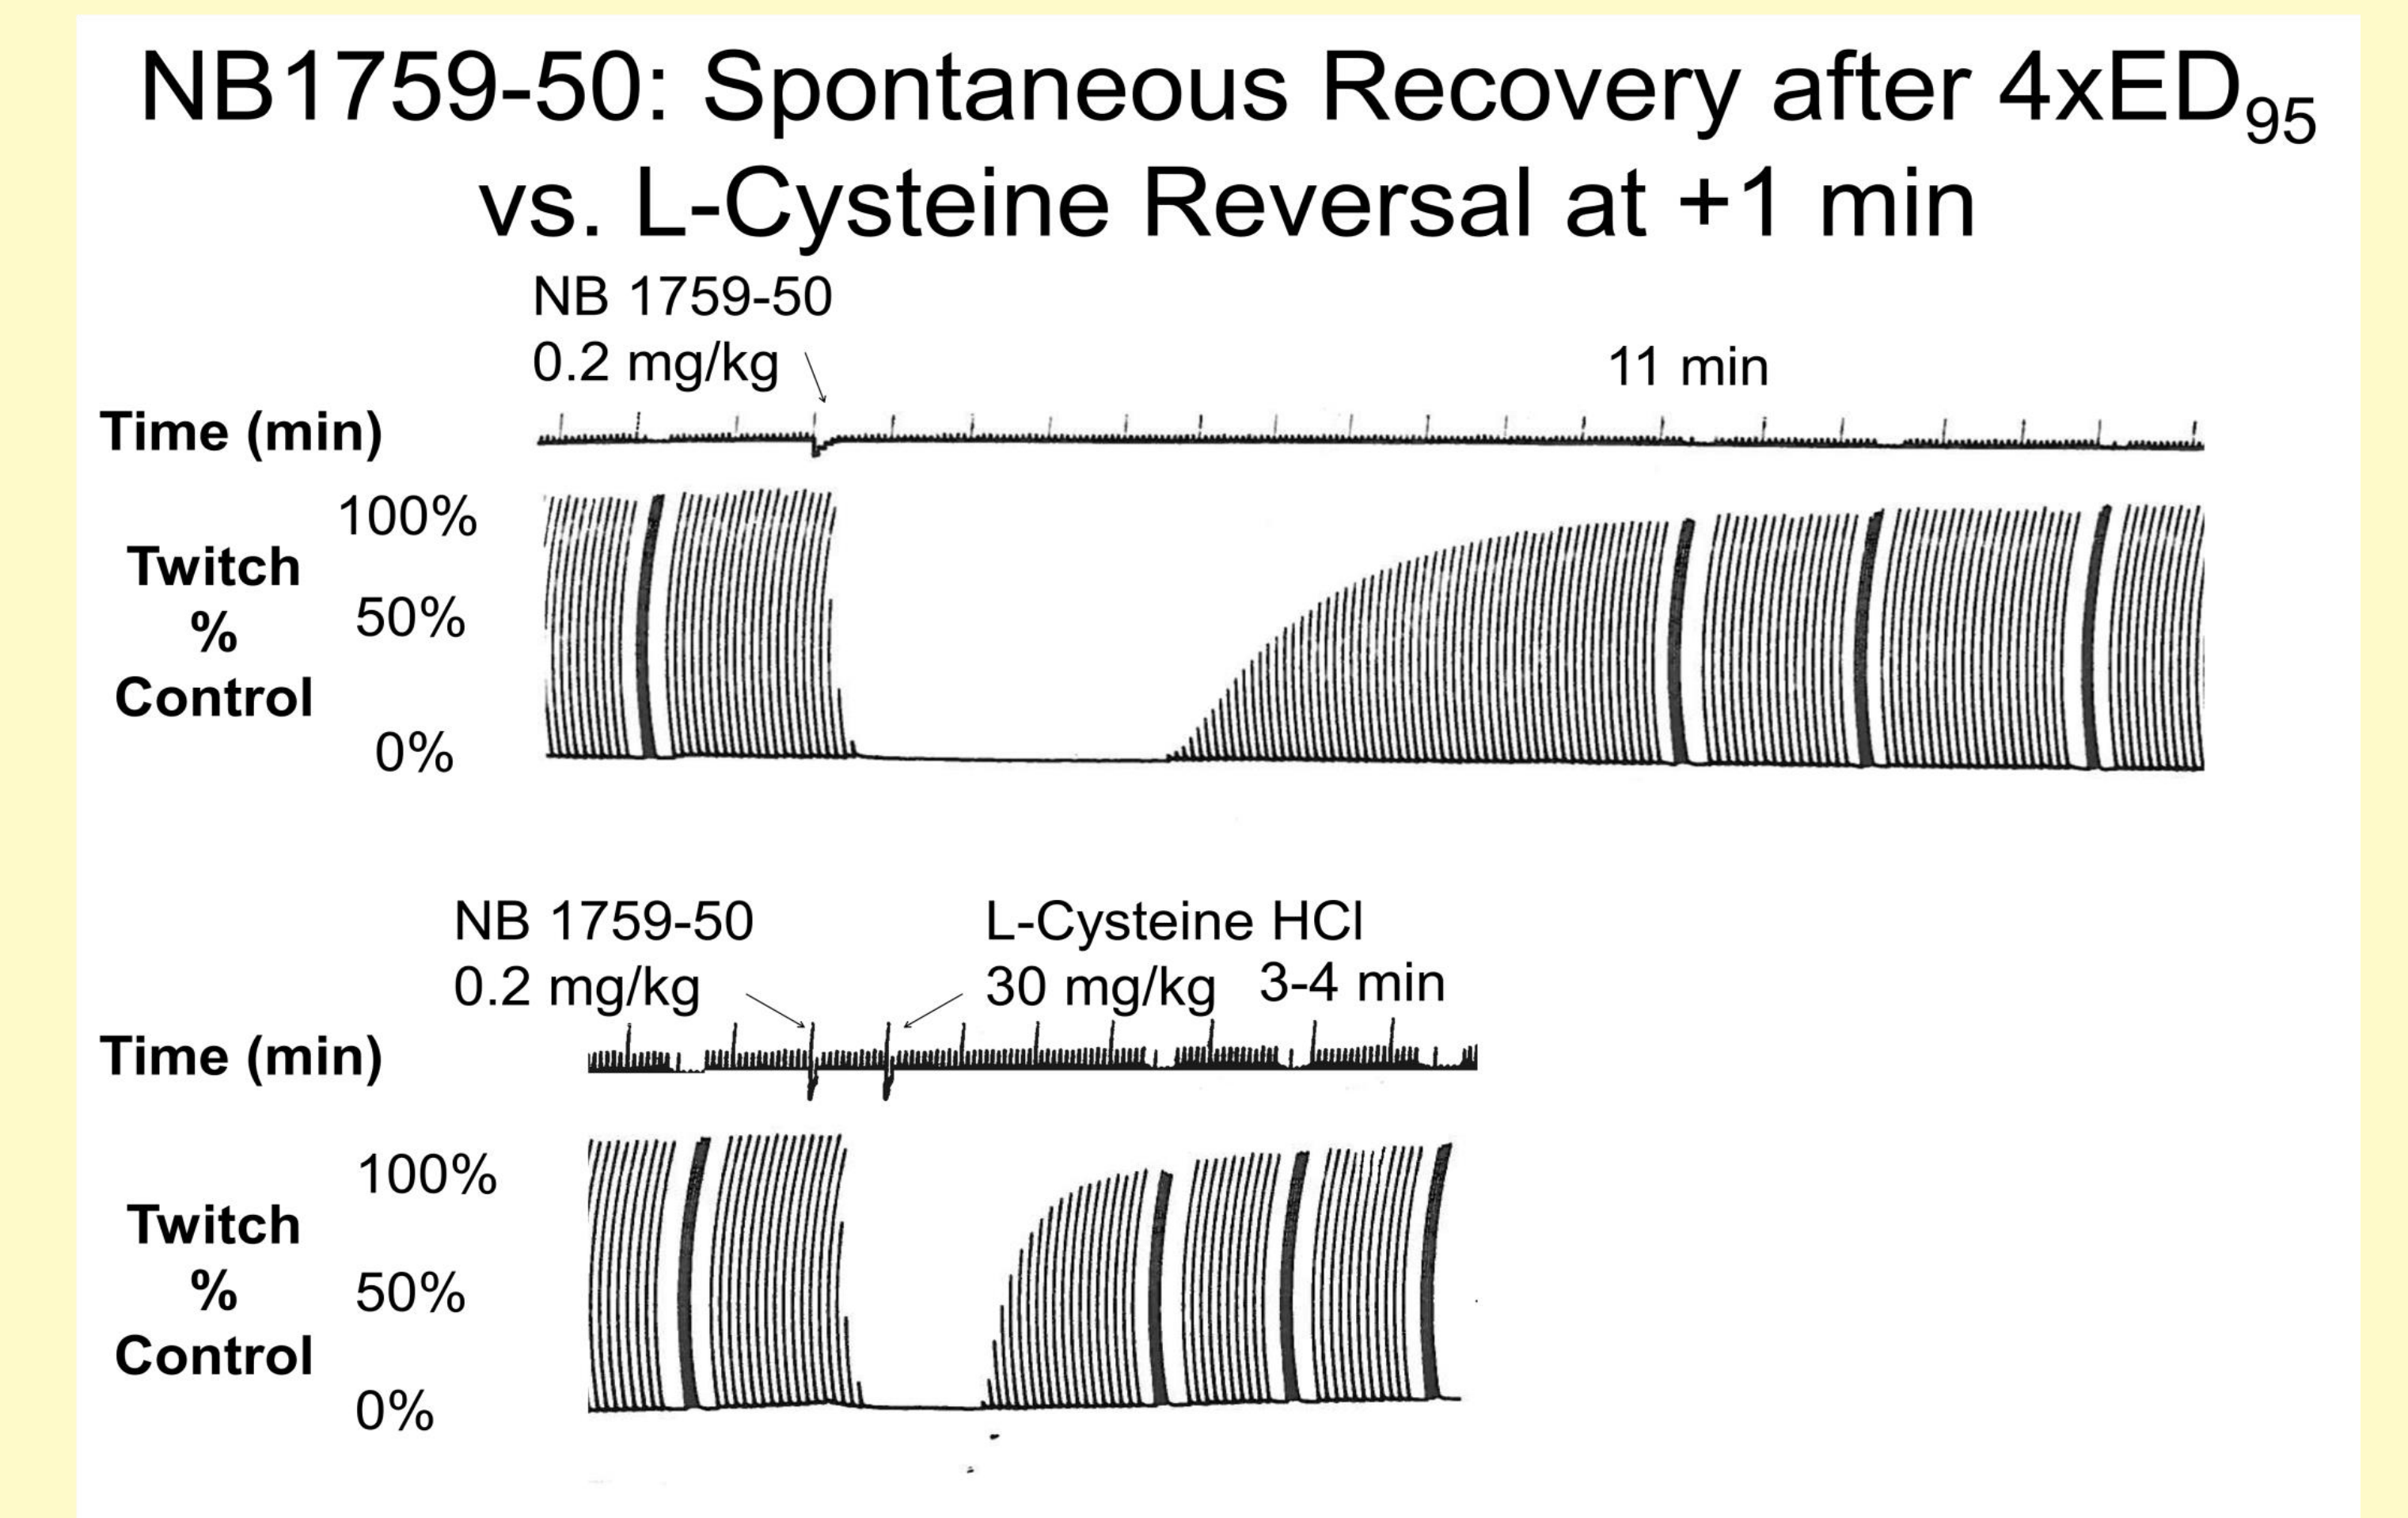 NB1759-50: Spontaneous Recovery after 4xED95
vs. L-Cysteine Reversal at +1 min
NB 1759-50
0.2 mg/kg
11 min
Time (min)
100%
Twitch
50%
%
Control
0%
NB 1759-50
L-Cysteine HCl
0.2 mg/kg
30 mg/kg
3-4 min
Time (min)
100%
Twitch
50%
%
Control
0%